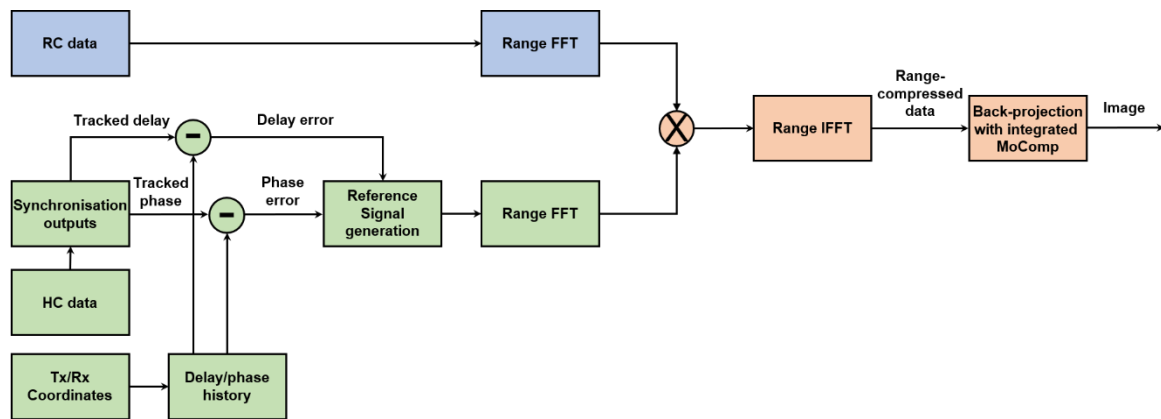 RC data
Range FFT
Range-
compressed
data
Range IFFT
Back-projection
with integrated
MoComp
Image
Tracked delay
Delay error
Synchronisation
outputs
Tracked
phase
Phase
error
Reference
Signal
generation
Range FFT
HC data
Tx/Rx
Coordinates
Delay/phase
history